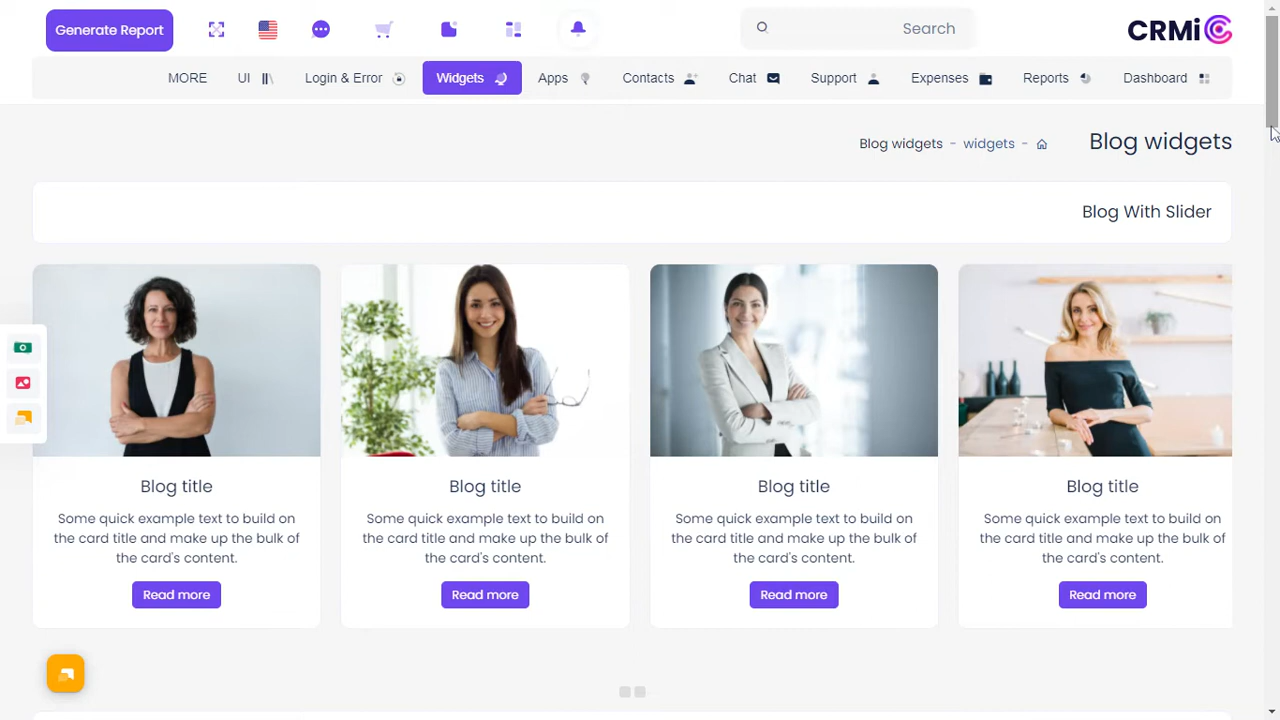 Generate Report
Search
CRMi
MORE
UI
Login & Error
Widgets
Apps
Contacts
Chat
Support
Expenses
Reports
Dashboard
Blog widgets - widgets -
Blog widgets
Blog With Slider
Blog title
Some quick example text to build on
the card title and make up the bulk of
the card's content.
Read more
Blog title
Some quick example text to build on
the card title and make up the bulk of
the card's content.
Read more
Blog title
Some quick example text to build on
the card title and make up the bulk of
the card's content.
Read more
Blog title
Some quick example text to build on
the card title and make up the bulk of
the card's content.
Read more